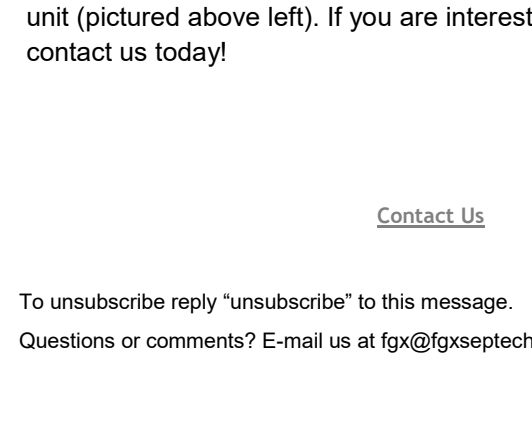 unit (pictured above left). If you are interest
contact us today!
Contact Us
To unsubscribe reply “unsubscribe” to this message.
Questions or comments? E-mail us at fgx@fgxseptech